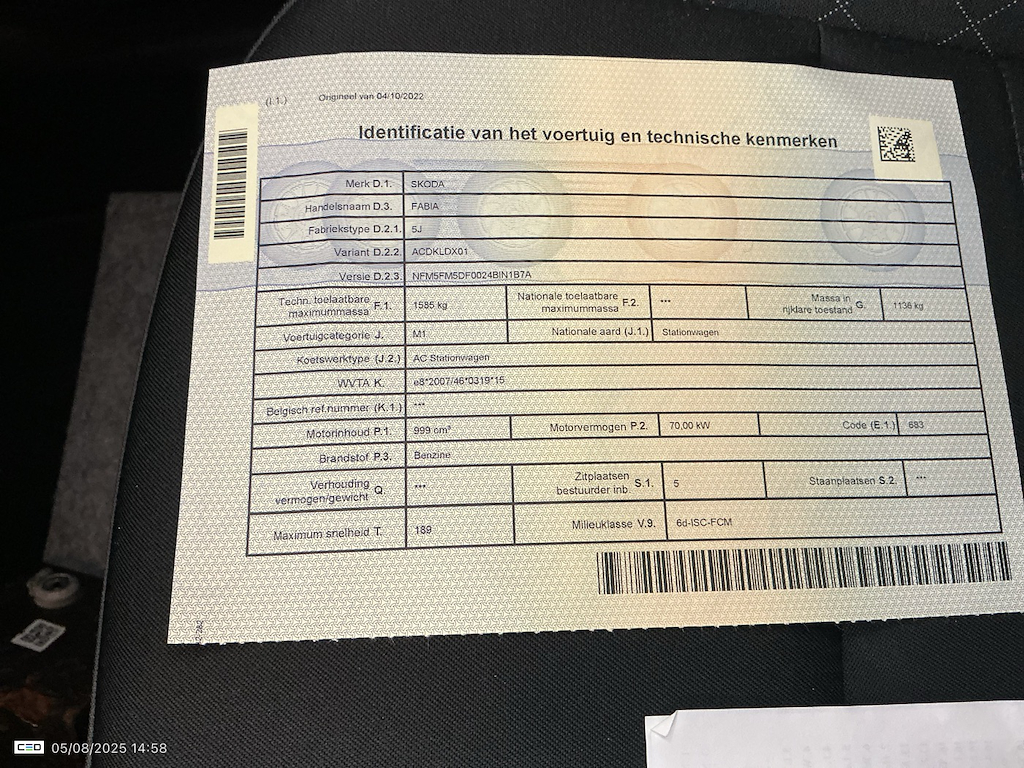 (I.1.) Origineel van 04/10/2022
Identificatie van het voertuig en technische kenmerken
Merk D.1. SKODA
Handelsnaam D.3. FABIA
Fabriekstype D.2.1. 5J
Variant D.2.2. ACDKLDX01
Versie D.2.3. NFM5FM5DF0024BIN1B7A
Techn. toelaatbare maximummassa F.1. 1585 kg Nationale toelaatbare maximummassa F.2. *** Massa in rijklare toestand G. 1136 kg
Voertuigcategorie J. M1 Nationale aard (J.1.) Stationwagen
Koetswerktype (J.2.) AC Stationwagen
WVTA K. e8*2007/46*0319*15
Belgisch ref.nummer (K.1.) ***
Motorinhoud P.1. 999 cm³ Motorvermogen P.2. 70,00 kW Code (E.1.) 683
Brandstof P.3. Benzine
Verhouding vermogen/gewicht Q. *** Zitplaatsen bestuurder inb. S.1. 5 Staanplaatsen S.2. ***
Maximum snelheid T. 189 Milieuklasse V.9. 6d-ISC-FCM
CEO 05/08/2025 14:58